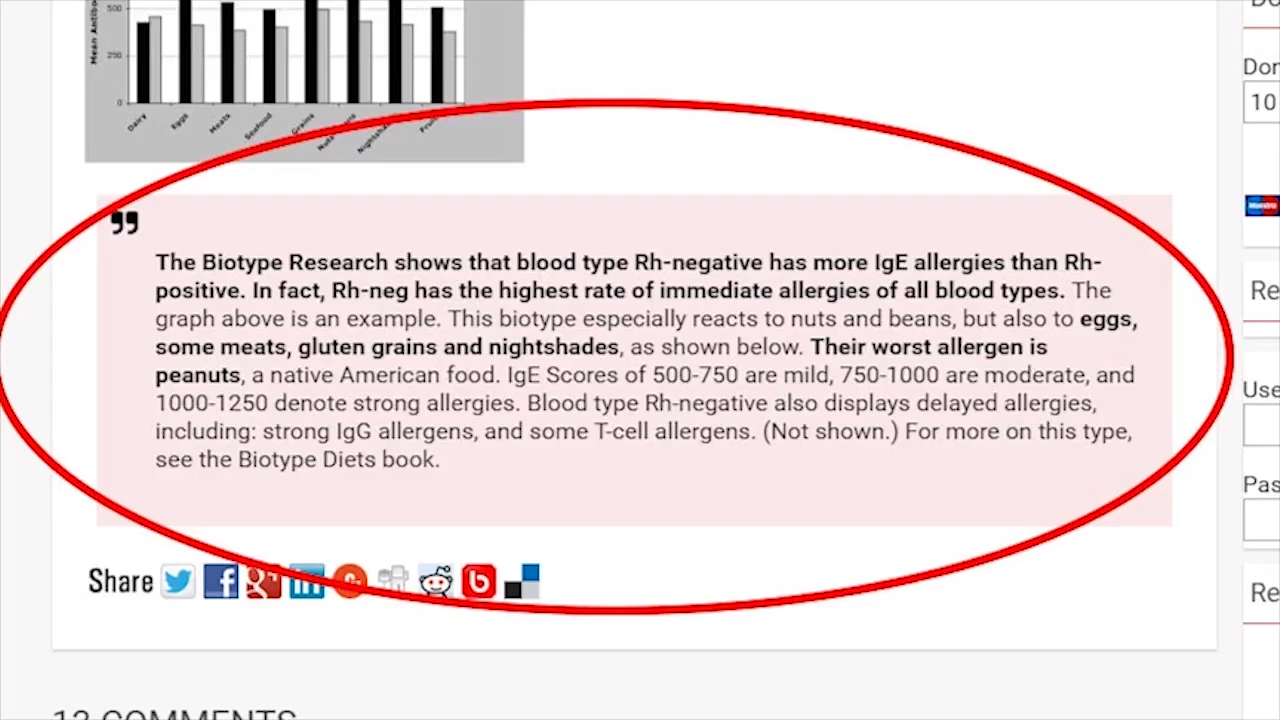 500
Mean Antibo
250
0
Dairy
Eggs
Meats
Seafood
Grains
The Biotype Research shows that blood type Rh-negative has more IgE allergies than Rh-
positive. In fact, Rh-neg has the highest rate of immediate allergies of all blood types. The
graph above is an example. This biotype especially reacts to nuts and beans, but also to eggs,
some meats, gluten grains and nightshades, as shown below. Their worst allergen is
peanuts, a native American food. IgE Scores of 500-750 are mild, 750-1000 are moderate, and
1000-1250 denote strong allergies. Blood type Rh-negative also displays delayed allergies,
including: strong IgG allergens, and some T-cell allergens. (Not shown.) For more on this type,
see the Biotype Diets book.
Share
13 COMMENTS
Don
10
Maestro
Re
Use
Pas
Re